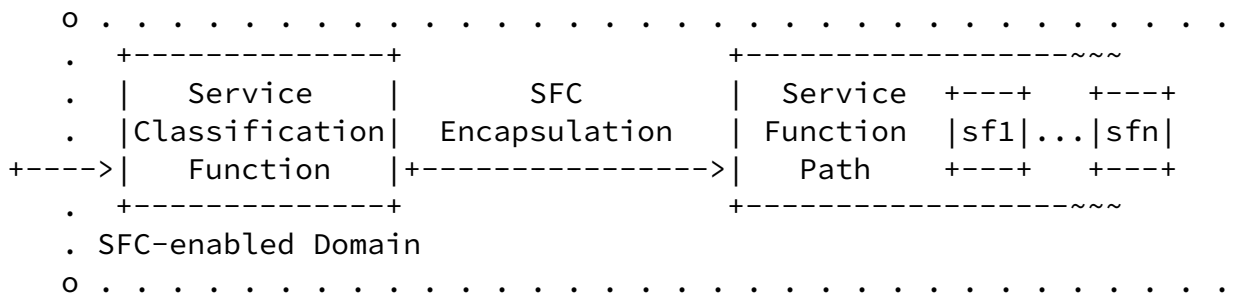 o . . . . . . . . . . . . . . . . . . . . . . . . . . . . . . . .
. +--------------+ +------------------~~~
. | Service | SFC | Service +---+ +---+
. |Classification| Encapsulation | Function |sf1|...|sfn|
+---->| Function |+---------------->| Path +---+ +---+
. +--------------+ +------------------~~~
. SFC-enabled Domain
o . . . . . . . . . . . . . . . . . . . . . . . . . . . . . . . .